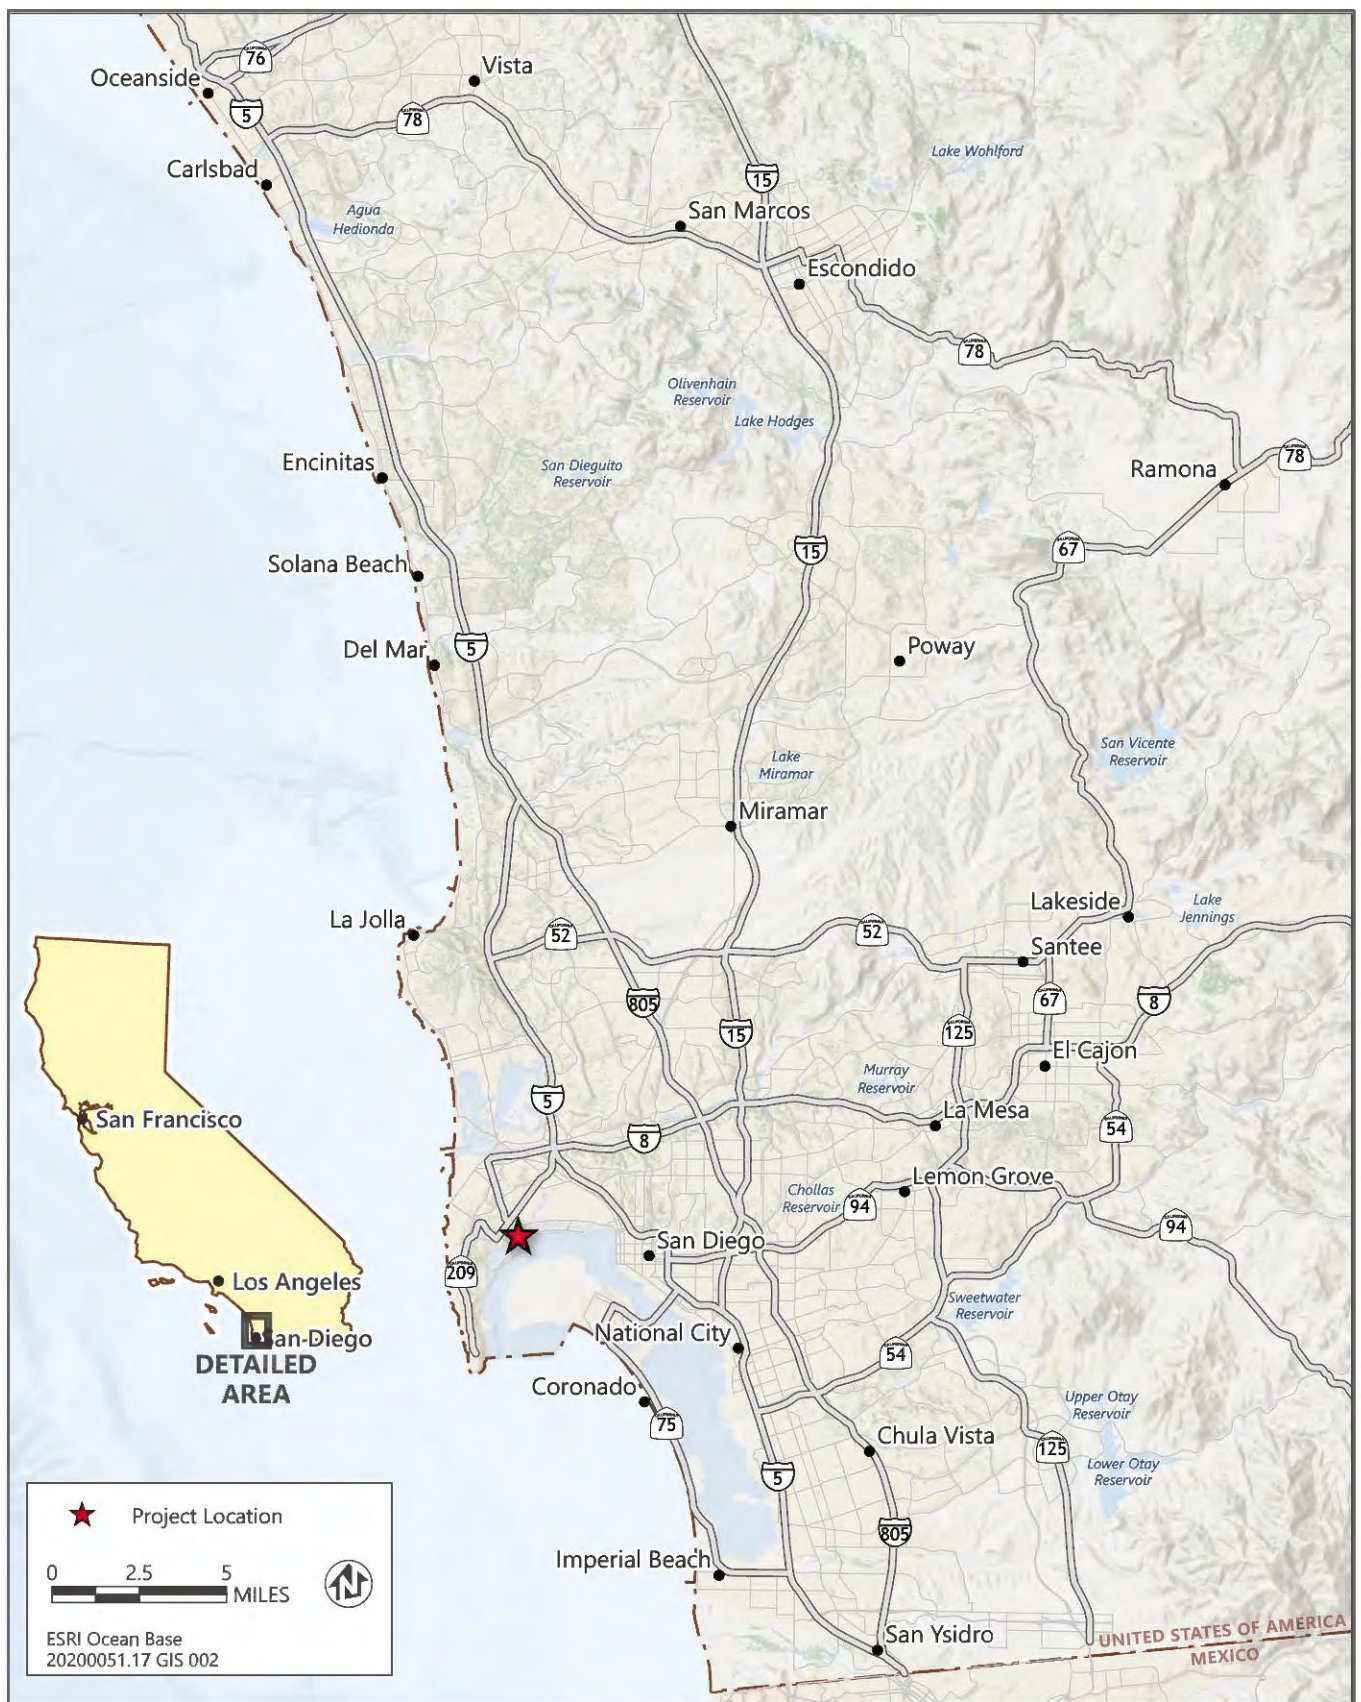 76
Oceanside
Vista
5
CALIFORNIA
78
Carlsbad
Lake Wohlford
15
Agua
Hedionda
San Marcos
Escondido
78
Olivenhain
Reservoir
Lake Hodges
Encinitas
San Dieguito
Reservoir
78
Ramona
15
67
Solana Beach
5
Del Mar
Poway
San Vicente
Reservoir
Lake
Miramar
Miramar
La Jolla
52
52
Lakeside
Lake
Jennings
Santee
805
15
125
67
8
El Cajon
Murray
Reservoir
5
La Mesa
8
54
San Francisco
Chollas
Reservoir
94
Lemon Grove
94
San Diego
209
Los Angeles
Sweetwater
Reservoir
San Diego
DETAILED
AREA
National City
54
Coronado
75
Upper Otay
Reservoir
Chula Vista
125
Lower Otay
Reservoir
5
805
Project Location
0 2.5 5
MILES
N
Imperial Beach
San Ysidro
UNITED STATES OF AMERICA
MEXICO
ESRI Ocean Base
20200051.17 GIS 002